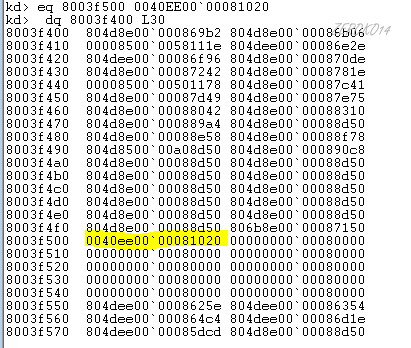 kd> eq 8003f500 0040EE00`00081020
kd> dq 8003f400 L30
8003f400 804d8e00`000869b2 804d8e00`00086b06
8003f410 00008500`0058111e 804dee00`00086e2e
8003f420 804dee00`00086f96 804d8e00`000870de
8003f430 804d8e00`00087242 804d8e00`0008781e
8003f440 00008500`00501178 804d8e00`00087c41
8003f450 804d8e00`00087d49 804d8e00`00087e75
8003f460 804d8e00`00088042 804d8e00`00088310
8003f470 804d8e00`000889a4 804d8e00`00088d50
8003f480 804d8e00`00088e58 804d8e00`00088f78
8003f490 804d8500`00a08d50 804d8e00`000890c8
8003f4a0 804d8e00`00088d50 804d8e00`00088d50
8003f4b0 804d8e00`00088d50 804d8e00`00088d50
8003f4c0 804d8e00`00088d50 804d8e00`00088d50
8003f4d0 804d8e00`00088d50 804d8e00`00088d50
8003f4e0 804d8e00`00088d50 804d8e00`00088d50
8003f4f0 804d8e00`00088d50 806b8e00`00087150
8003f500 0040ee00`00081020 00000000`00080000
8003f510 00000000`00080000 00000000`00080000
8003f520 00000000`00080000 00000000`00080000
8003f530 00000000`00080000 00000000`00080000
8003f540 00000000`00080000 00000000`00080000
8003f550 804dee00`0008625e 804dee00`00086354
8003f560 804dee00`000864c4 804dee00`00086d1e
8003f570 804dee00`00085dcd 804d8e00`00088d50